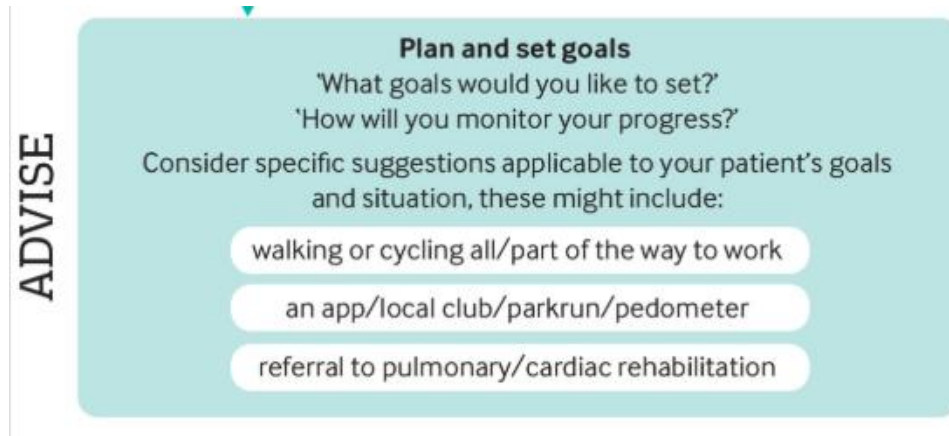 ADVISE
Plan and set goals
‘What goals would you like to set?’
‘How will you monitor your progress?’
Consider specific suggestions applicable to your patient’s goals
and situation, these might include:
walking or cycling all/part of the way to work
an app/local club/parkrun/pedometer
referral to pulmonary/cardiac rehabilitation